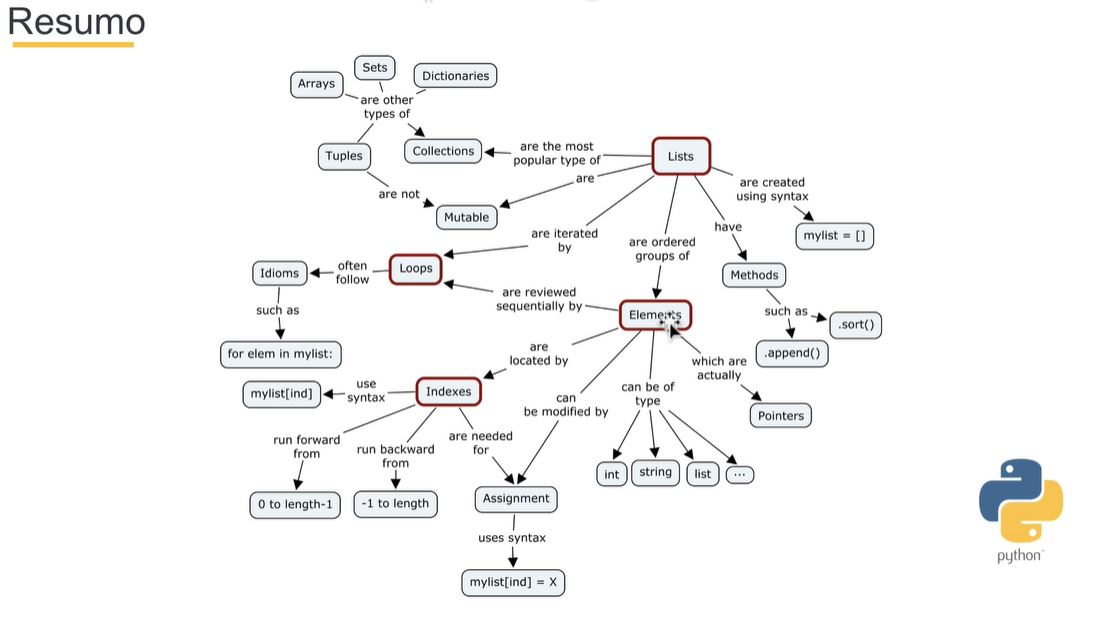 Resumo
Sets
Arrays
Dictionaries
are other
types of
Tuples
Collections
are the most
popular type of
Lists
are not
are
Mutable
are created
using syntax
mylist = []
are iterated
by
are ordered
groups of
have
Methods
Idioms
often
follow
Loops
such as
for elem in mylist:
are reviewed
sequentially by
Elements
such as
.sort()
.append()
are
located by
which are
actually
Pointers
mylist[ind]
use
syntax
Indexes
can
be modified by
can be of
type
run forward
from
run backward
from
are needed
for
int
string
list
...
0 to length-1
-1 to length
Assignment
uses syntax
mylist[ind] = X
python™